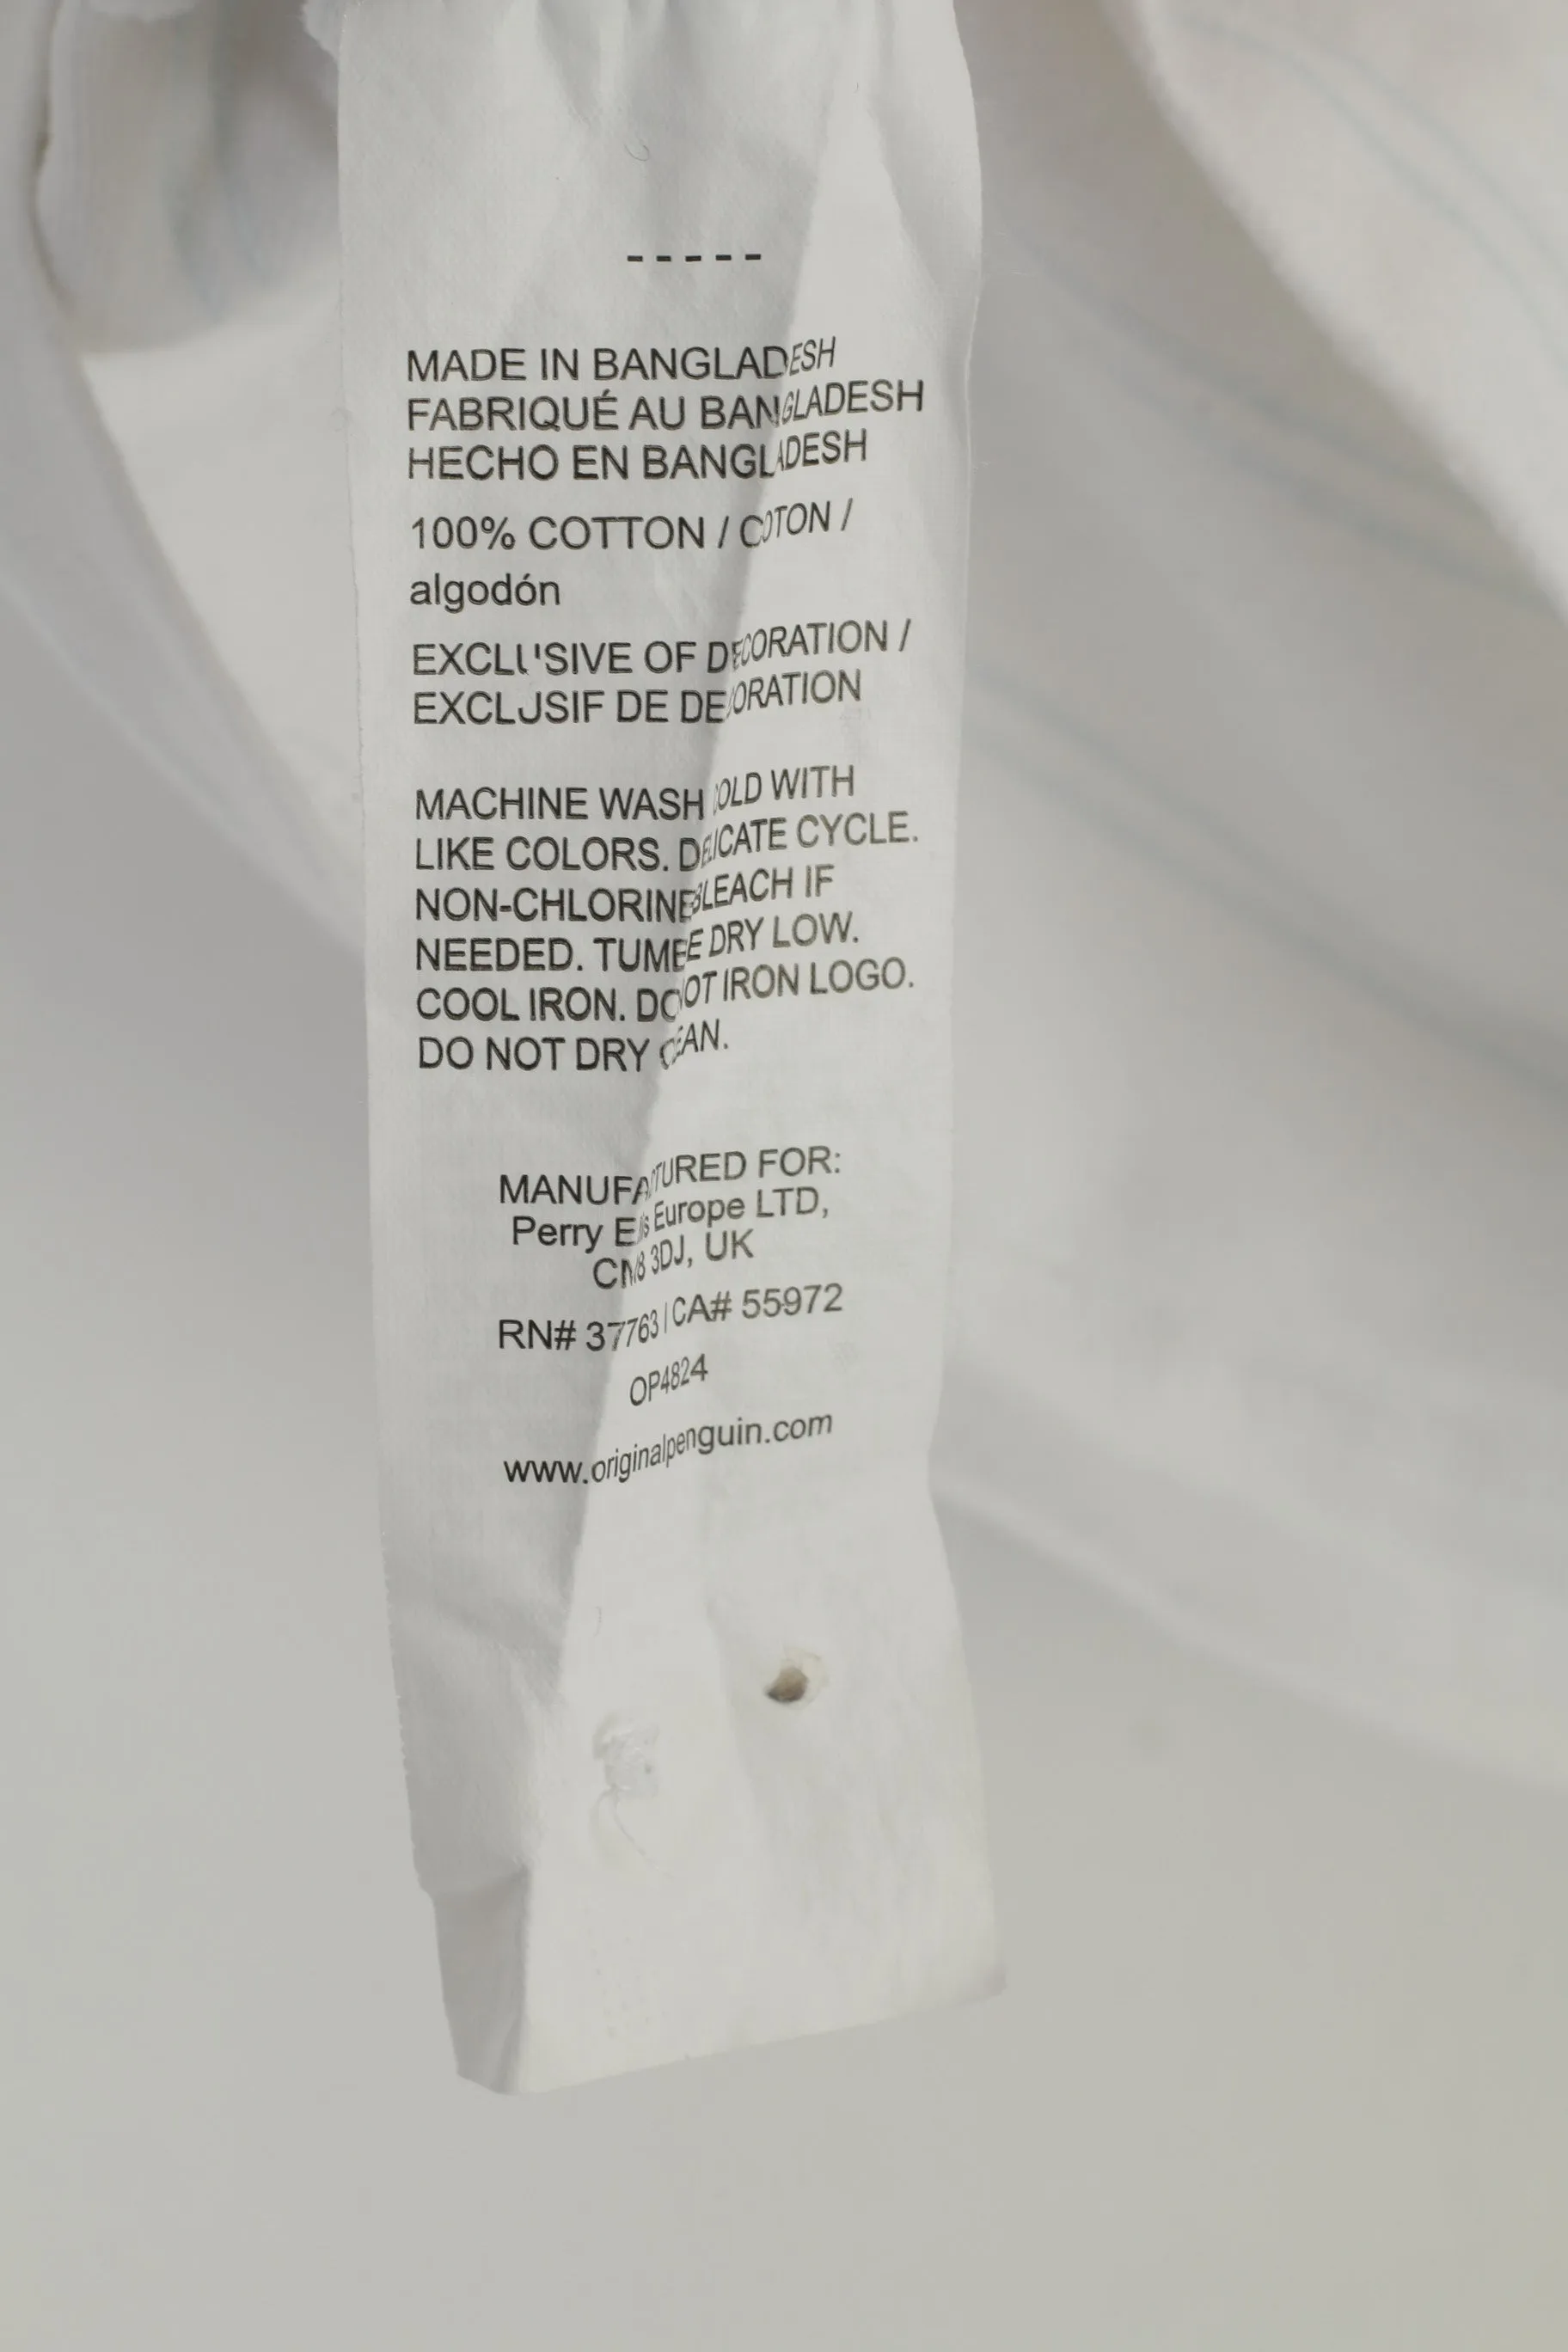 -----
MADE IN BANGLADESH
FABRIQUÉ AU BANGLADESH
HECHO EN BANGLADESH
100% COTTON / COTON /
algodón
EXCLUSIVE OF DECORATION /
EXCLUSIF DE DECORATION
MACHINE WASH COLD WITH
LIKE COLORS. DELICATE CYCLE.
NON-CHLORINE BLEACH IF
NEEDED. TUMBLE DRY LOW.
COOL IRON. DO NOT IRON LOGO.
DO NOT DRY CLEAN.
MANUFACTURED FOR:
Perry Ellis Europe LTD,
CM8 3DJ, UK
RN# 37763 | CA# 55972
OP4824
www.originalpenguin.com